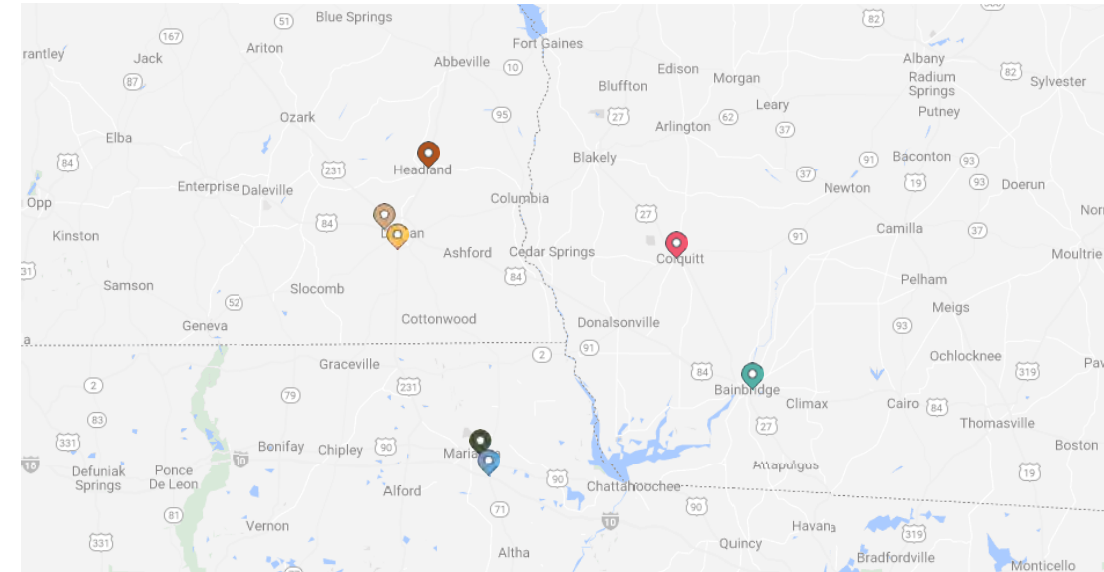 51
Blue Springs
82
167
rantley
Jack
Ariton
Fort Gaines
Abbeville
10
Edison
Morgan
Albany
Radium
Springs
82
Sylvester
87
Bluffton
Leary
Putney
Ozark
95
27
62
Arlington
37
Elba
84
231
Headland
Blakely
91
Baconton
93
37
19
93
Doerun
Enterprise
Daleville
Newton
Opp
Columbia
27
84
Camilla
37
Nor
Kinston
91
Ashford
Cedar Springs
Colquitt
Moultrie
31
84
Samson
Slocomb
52
Pelham
Meigs
Geneva
Cottonwood
Donalsonville
93
a
2
91
Ochlocknee
Graceville
84
319
Pav
2
79
231
Bainbridge
Climax
Cairo
84
83
27
Thomasville
331
Benifay
Chipley
90
Boston
10
Defuniak
Springs
Ponce
De Leon
90
Attapulgus
19
Alford
Chattahoochee
81
71
90
Vernon
10
Havana
319
331
Altha
Quincy
Bradfordville
Monticello